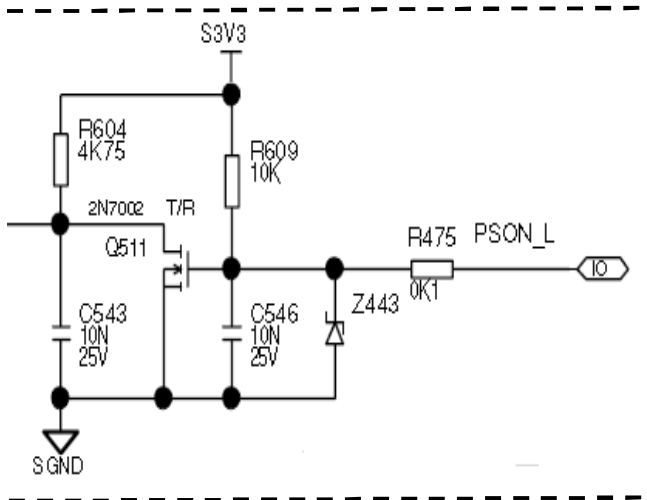 S3V3
R604
4K75
R609
10K
2N7002 T/R
Q511
R475 PSON_L
IO
0K1
Z443
C543
10N
25V
C546
10N
25V
SGND